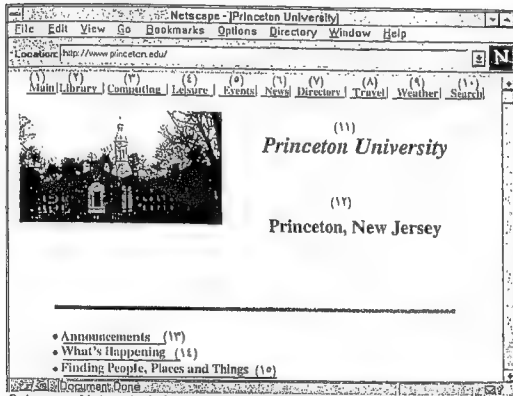 Netscape - [Princeton University]
File Edit View Go Bookmarks Options Directory Window Help
Location: http://www.princeton.edu/
N
(١) (٢) (٣) (٤) (٥) (٦) (٧) (٨) (٩) (١٠)
Main | Library | Computing | Leisure | Events | News | Directory | Travel | Weather | Search
(١١)
Princeton University
(١٢)
Princeton, New Jersey
• Announcements (١٣)
• What's Happening (١٤)
• Finding People, Places and Things (١٥)
Document Done